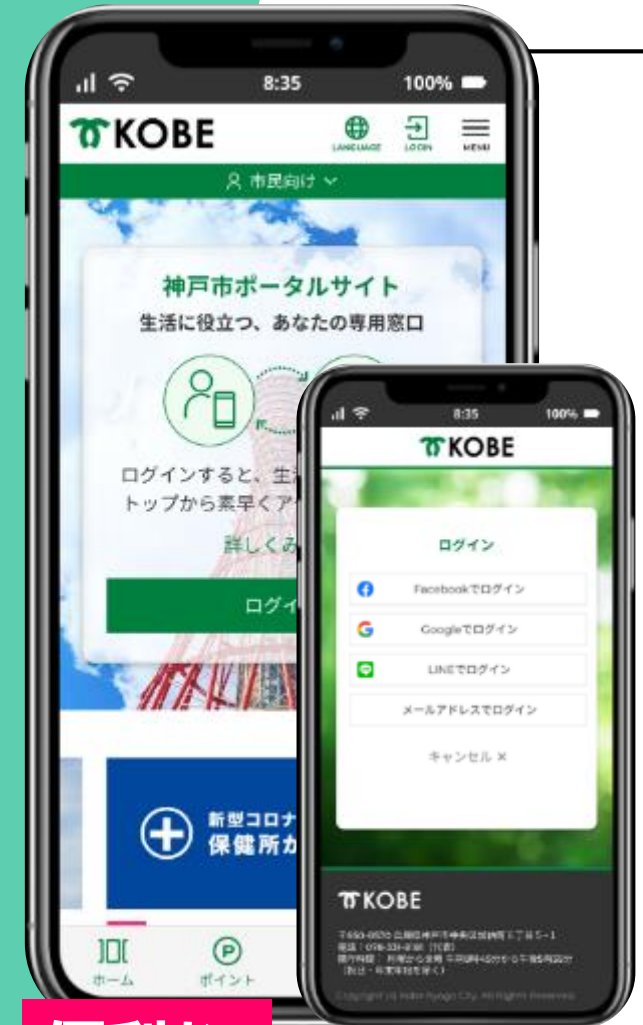 8:35
100%
KOBE
LANGUAGE
LOGIN
MENU
市民向け
神戸市ポータルサイト
生活に役立つ、あなたの専用窓口
ログインすると、生
トップから素早くア
詳しくみ
ログイ
新型コロナ
保健所か
ホーム
ポイント
8:35
100%
KOBE
ログイン
Facebookでログイン
Googleでログイン
LINEでログイン
メールアドレスでログイン
キャンセル ×
KOBE